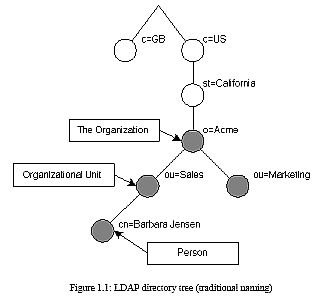 c=GB
c=US
st=California
The Organization
o=Acme
Organizational Unit
ou=Sales
ou=Marketing
cn=Barbara Jensen
Person
Figure 1.1: LDAP directory tree (traditional naming)